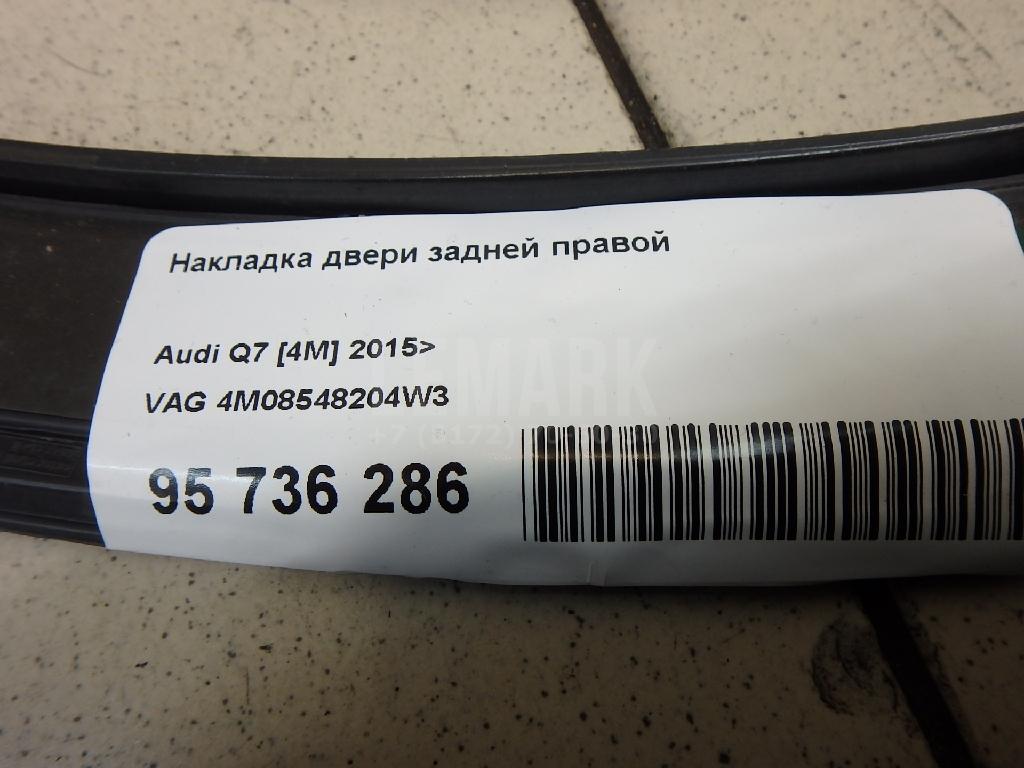 Накладка двери задней правой
Audi Q7 [4M] 2015>
VAG 4M08548204W3
95 736 286